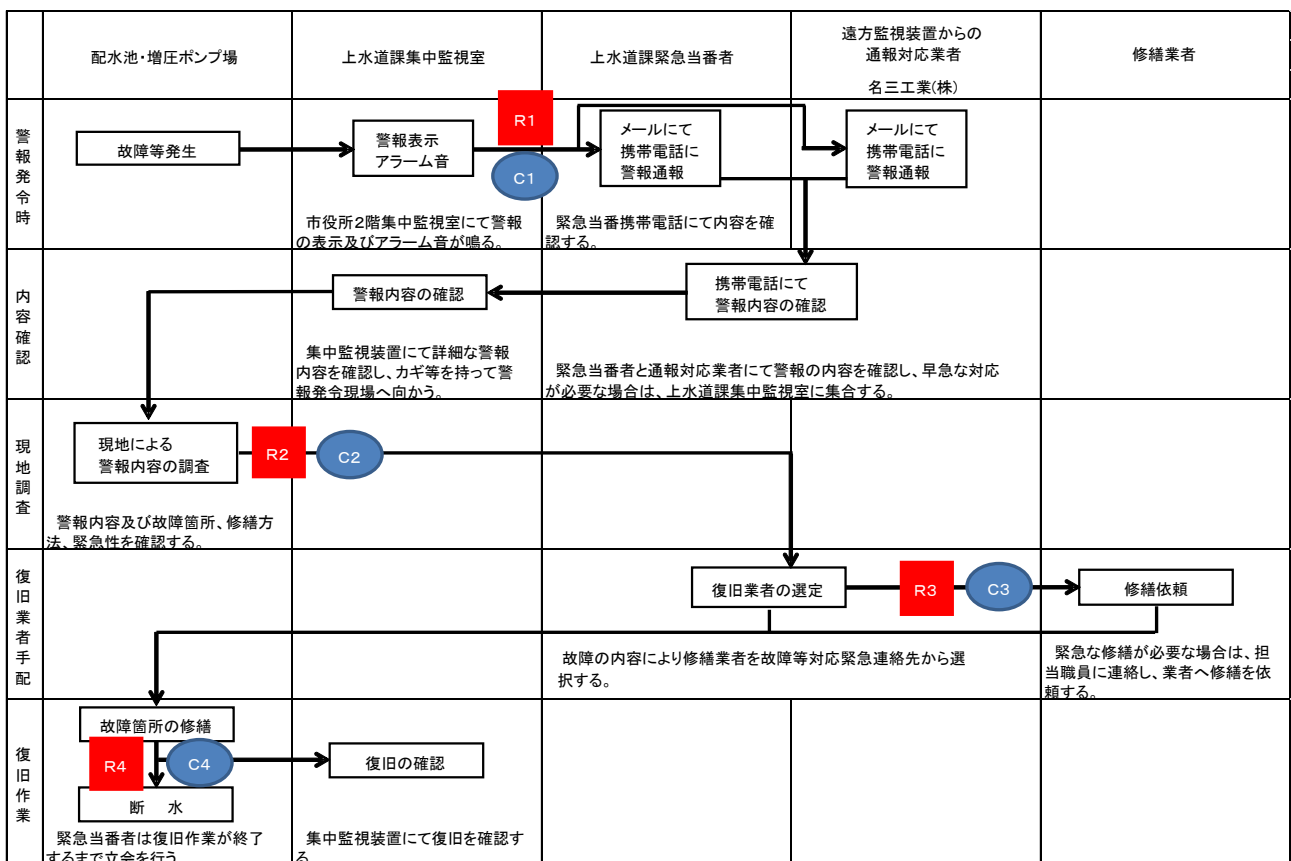 配水池・増圧ポンプ場
上水道課集中監視室
上水道課緊急当番者
遠方監視装置からの
通報対応業者
名三工業(株)
修繕業者
警報発令時
故障等発生
警報表示
アラーム音
R1
C1
メールにて
携帯電話に
警報通報
メールにて
携帯電話に
警報通報
市役所2階集中監視室にて警報
の表示及びアラーム音が鳴る。
緊急当番携帯電話にて内容を確
認する。
内容確認
警報内容の確認
携帯電話にて
警報内容の確認
集中監視装置にて詳細な警報
内容を確認し、カギ等を持って警
報発令現場へ向かう。
緊急当番者と通報対応業者にて警報の内容を確認し、早急な対応
が必要な場合は、上水道課集中監視室に集合する。
現地調査
現地による
警報内容の調査
R2
C2
警報内容及び故障箇所、修繕方
法、緊急性を確認する。
復旧業者手配
復旧業者の選定
R3
C3
修繕依頼
故障の内容により修繕業者を故障等対応緊急連絡先から選
択する。
緊急な修繕が必要な場合は、担
当職員に連絡し、業者へ修繕を依
頼する。
復旧作業
故障箇所の修繕
R4
C4
復旧の確認
断 水
緊急当番者は復旧作業が終了
するまで立会を行う
集中監視装置にて復旧を確認す
る